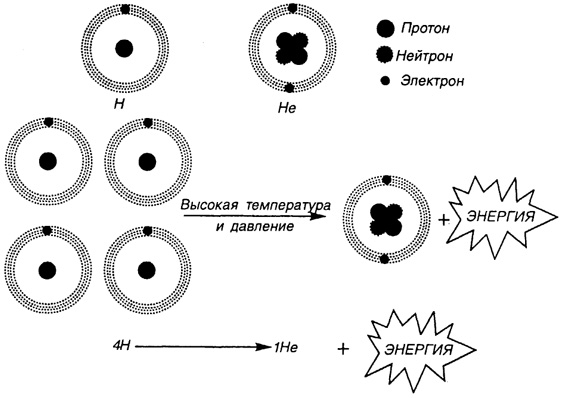 Протон
Нейтрон
Электрон
H
He
Высокая температура
и давление
+
ЭНЕРГИЯ
4H
1He
+
ЭНЕРГИЯ